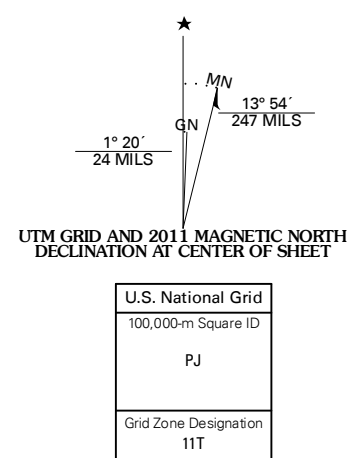 ★
MN
GN
13° 54´
247 MILS
1° 20´
24 MILS
UTM GRID AND 2011 MAGNETIC NORTH
DECLINATION AT CENTER OF SHEET
U.S. National Grid
100,000-m Square ID
PJ
Grid Zone Designation
11T